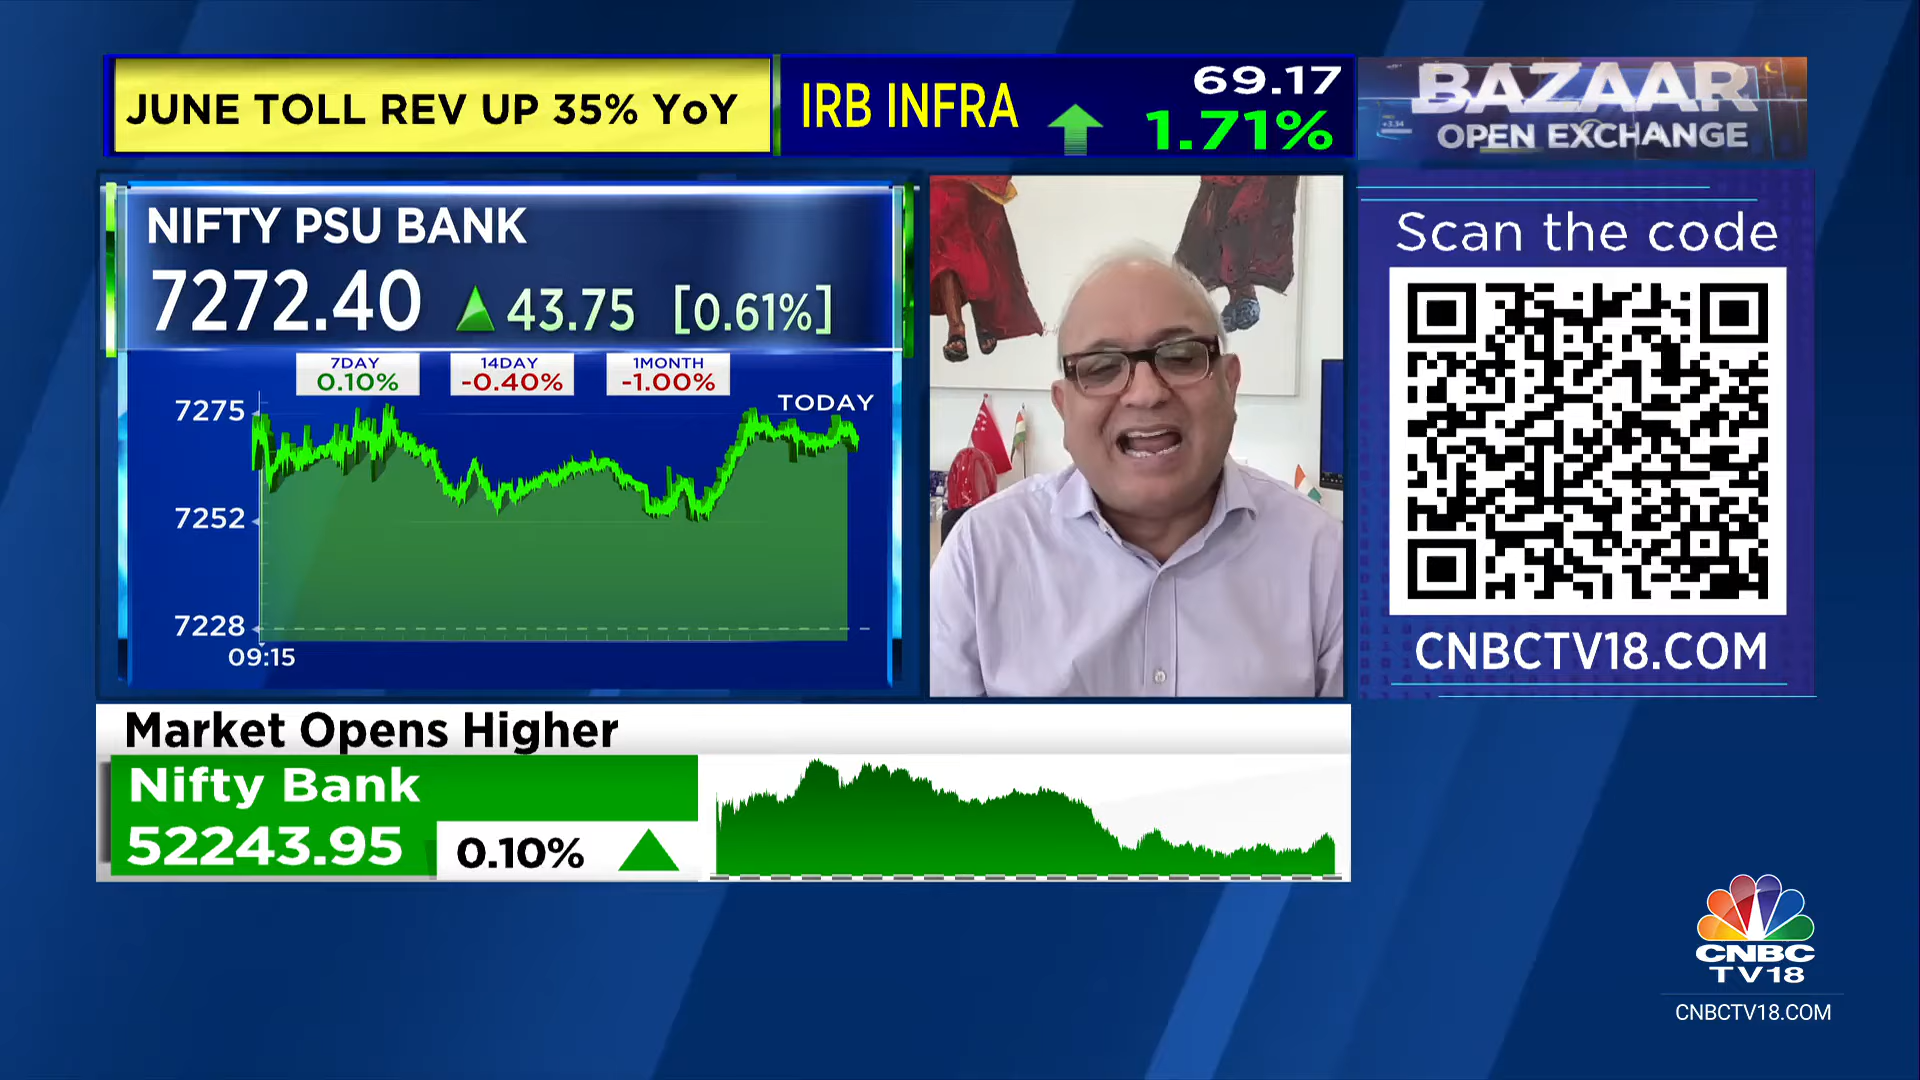 JUNE TOLL REV UP 35% YoY
IRB INFRA
69.17
1.71%
BAZAAR
OPEN EXCHANGE
NIFTY PSU BANK
7272.40 43.75 [0.61%]
7DAY
0.10%
14DAY
-0.40%
1MONTH
-1.00%
TODAY
7275
7252
7228
09:15
Scan the code
CNBCTV18.COM
Market Opens Higher
Nifty Bank
52243.95
0.10%
CNBC
TV18
CNBCTV18.COM